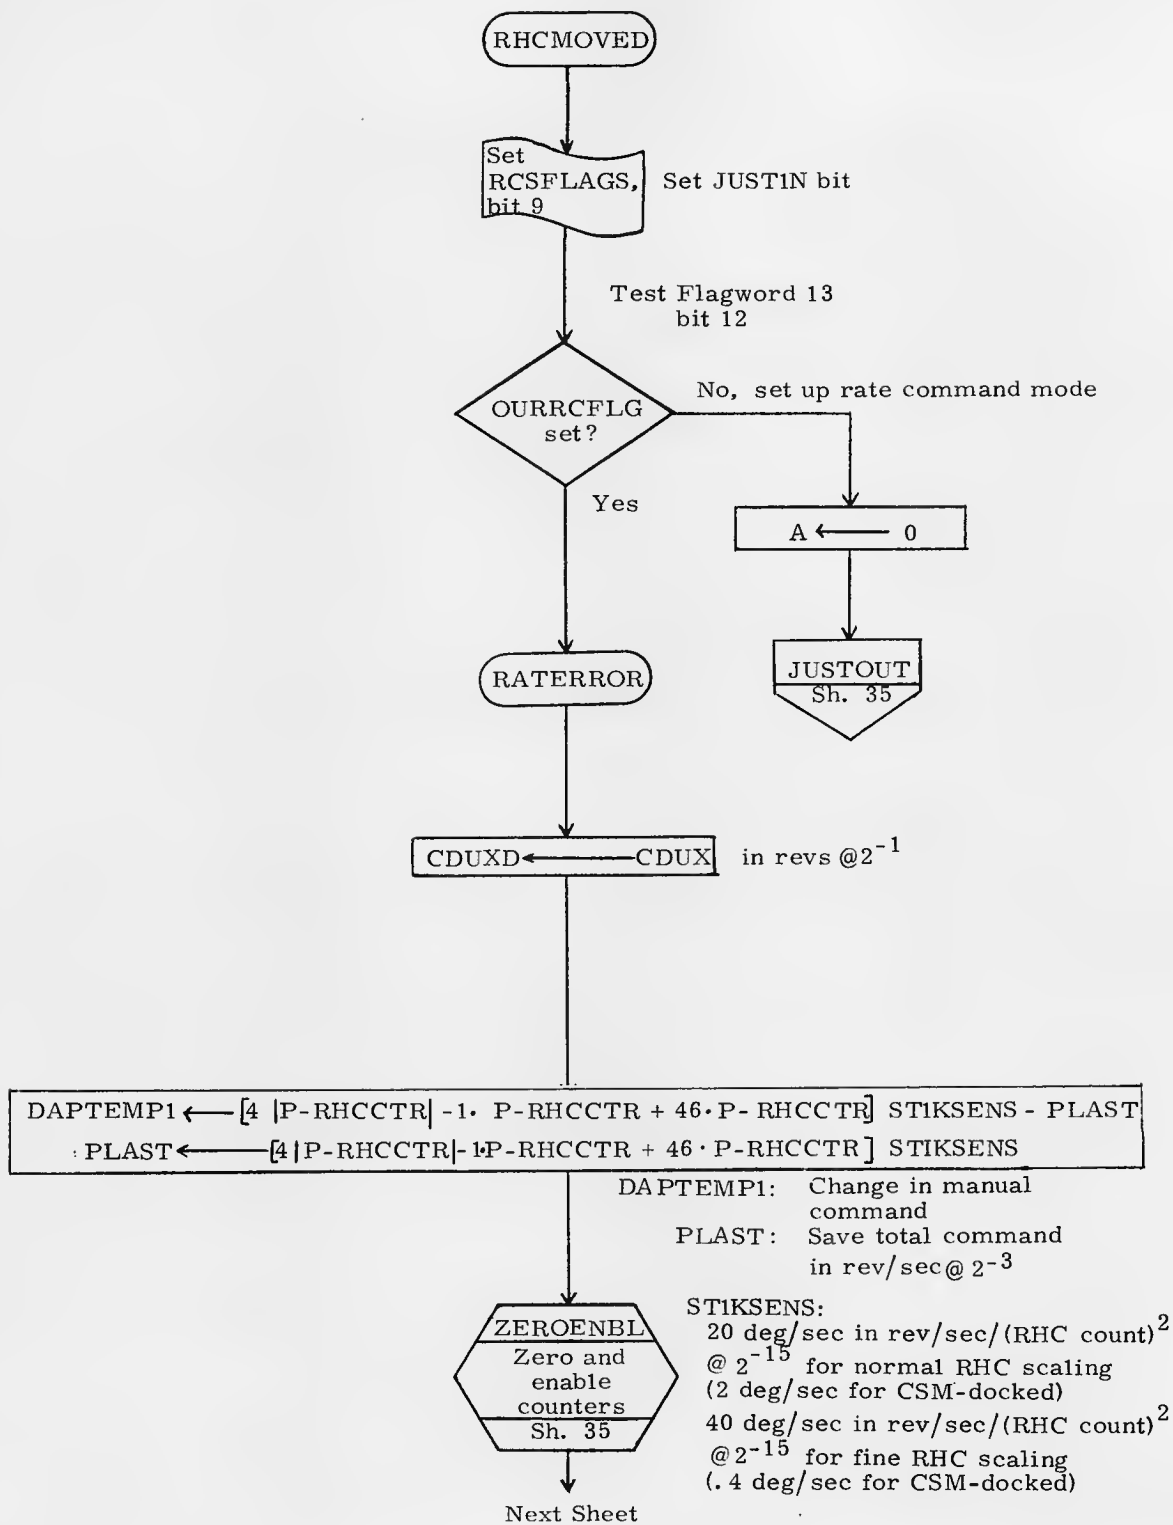 RHCMOVED
Set
RCSFLAGS,
bit 9
Set JUST1N bit
Test Flagword 13
bit 12
OURRCFLG
set?
No, set up rate command mode
Yes
A ← 0
JUSTOUT
Sh. 35
RATERROR
CDUXD ← CDUX
in revs @2⁻¹
DAPTEMP1 ← [4 |P-RHCCTR| -1. P-RHCCTR + 46·P- RHCCTR] ST1KSENS - PLAST
PLAST ← [4|P-RHCCTR|-1·P-RHCCTR + 46 · P-RHCCTR] STIKSENS
DAPTEMP1: Change in manual
command
PLAST: Save total command
in rev/sec@ 2⁻³
ZEROENBL
Zero and
enable
counters
Sh. 35
ST1KSENS:
20 deg/sec in rev/sec/(RHC count)²
@ 2⁻¹⁵ for normal RHC scaling
(2 deg/sec for CSM-docked)
40 deg/sec in rev/sec/(RHC count)²
@2⁻¹⁵ for fine RHC scaling
(. 4 deg/sec for CSM-docked)
Next Sheet